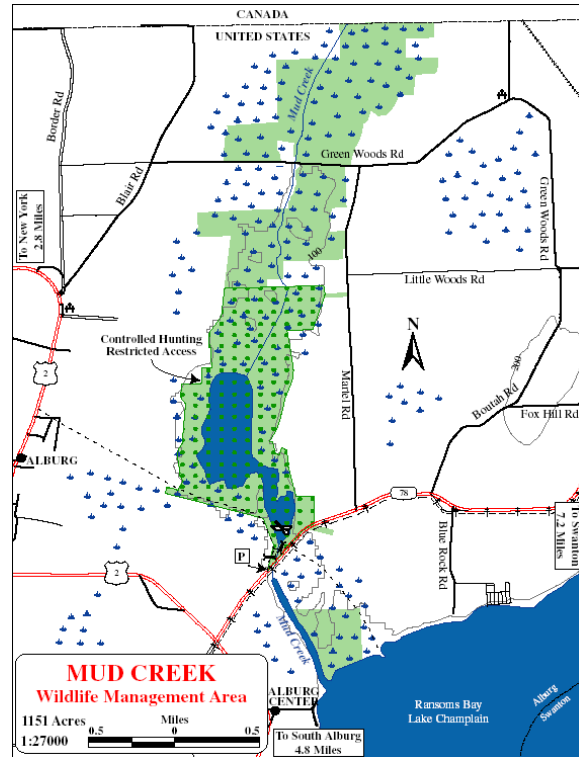 CANADA
UNITED STATES
Mud Creek
Border Rd
Blair Rd
Green Woods Rd
Green Woods Rd
To New York
2.8 Miles
100
Little Woods Rd
Controlled Hunting
Restricted Access
N
2
Martel Rd
200
Boutah Rd
Fox Hill Rd
ALBURG
78
To Swanton
7.2 Miles
P
2
Blue Rock Rd
Mud Creek
MUD CREEK
Wildlife Management Area
1151 Acres
Miles
1:27000
0.5
0
0.5
ALBURG
CENTER
To South Alburg
4.8 Miles
Ransoms Bay
Lake Champlain
Alburg
Swanton